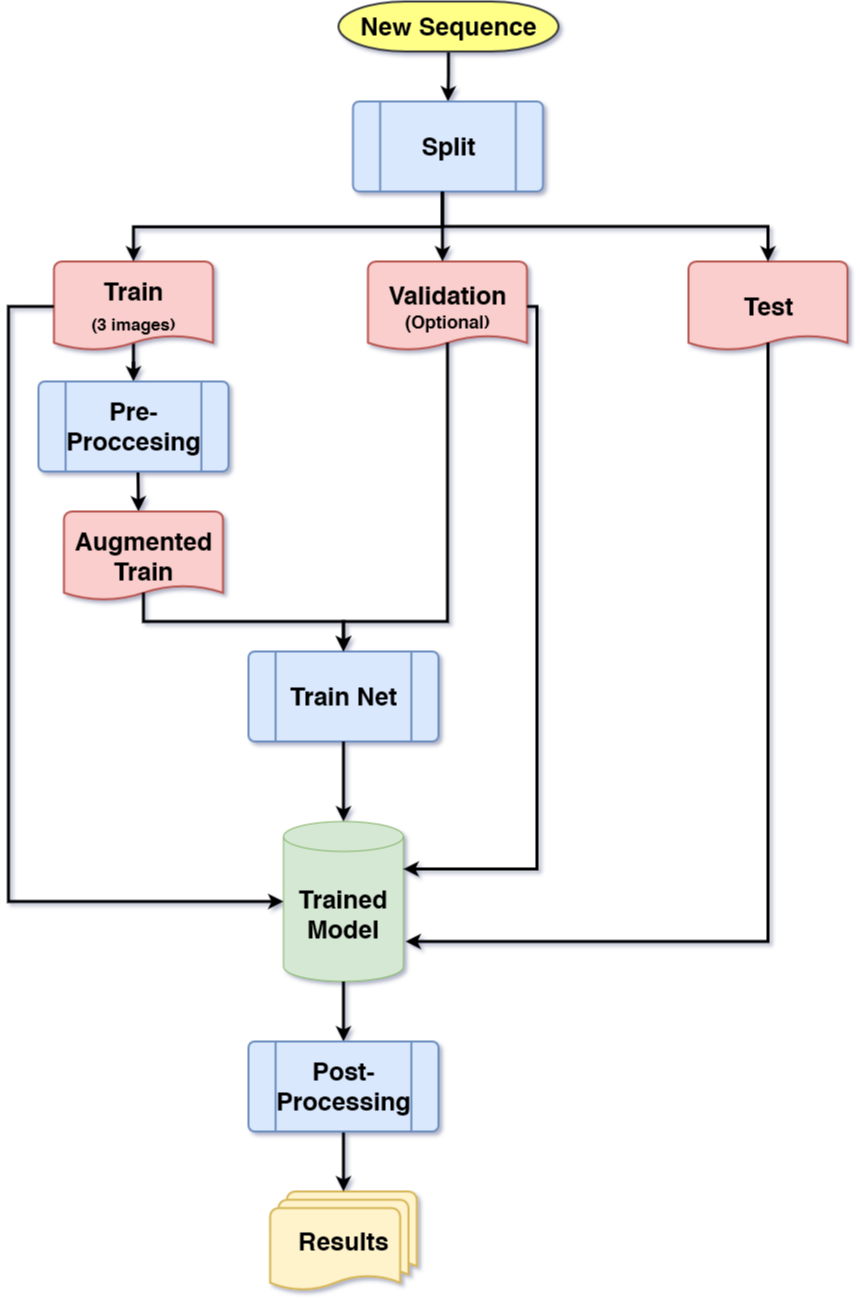 New Sequence
Split
Train
(3 images)
Validation
(Optional)
Test
Pre-
Proccesing
Augmented
Train
Train Net
Trained
Model
Post-
Processing
Results